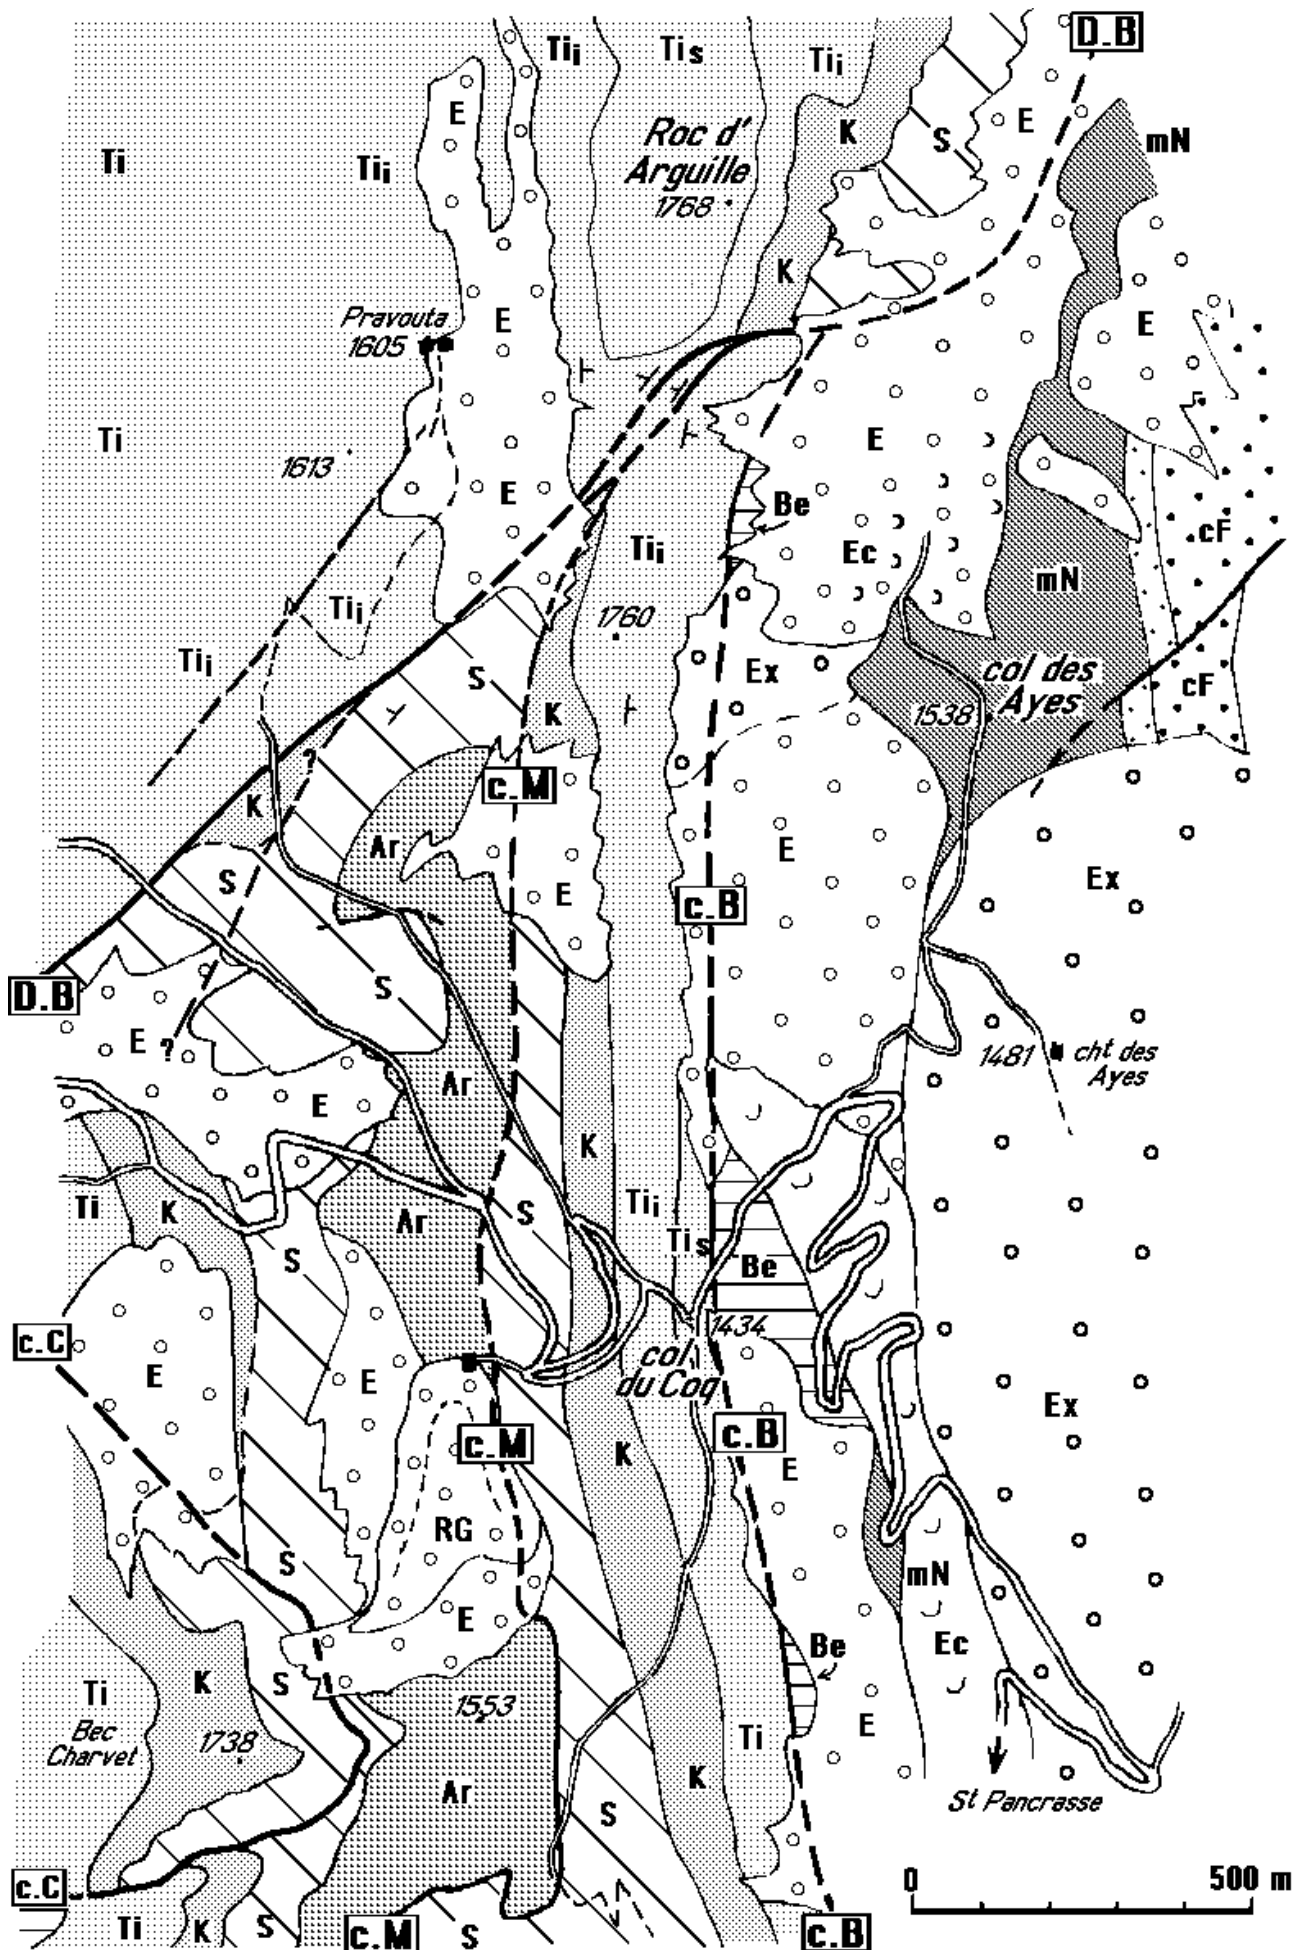 D.B
Tii
Tis
Tii
E
E
Ti
Tii
K
S
mN
Roc d'
Arguille
1768
K
E
E
Pravouta
1605
Ti
1613
E
E
Be
Tii
Ec
cF
mN
Tii
1760
Tii
S
Ex
col des
Ayes
cF
K
1538
?
c.M
K
Ar
S
E
E
Ex
c.B
S
D.B
E
?
1481
cht des
Ayes
Ar
E
K
Ti
K
Ar
S
Tii
S
Tis
Be
c.C
1434
E
E
col
du Coq
Ex
c.M
c.B
K
E
RG
S
mN
E
Be
Ec
S
K
Ti
Bec
Charvet
1738
1553
E
Ti
Ar
K
S
St Pancrasse
0 500 m
c.C
Ti
K
S
c.M
S
c.B